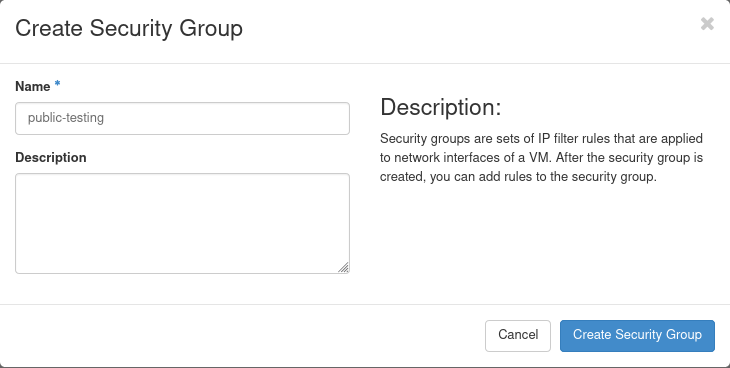 Create Security Group
Name *
public-testing
Description
Description:
Security groups are sets of IP filter rules that are applied
to network interfaces of a VM. After the security group is
created, you can add rules to the security group.
Cancel
Create Security Group